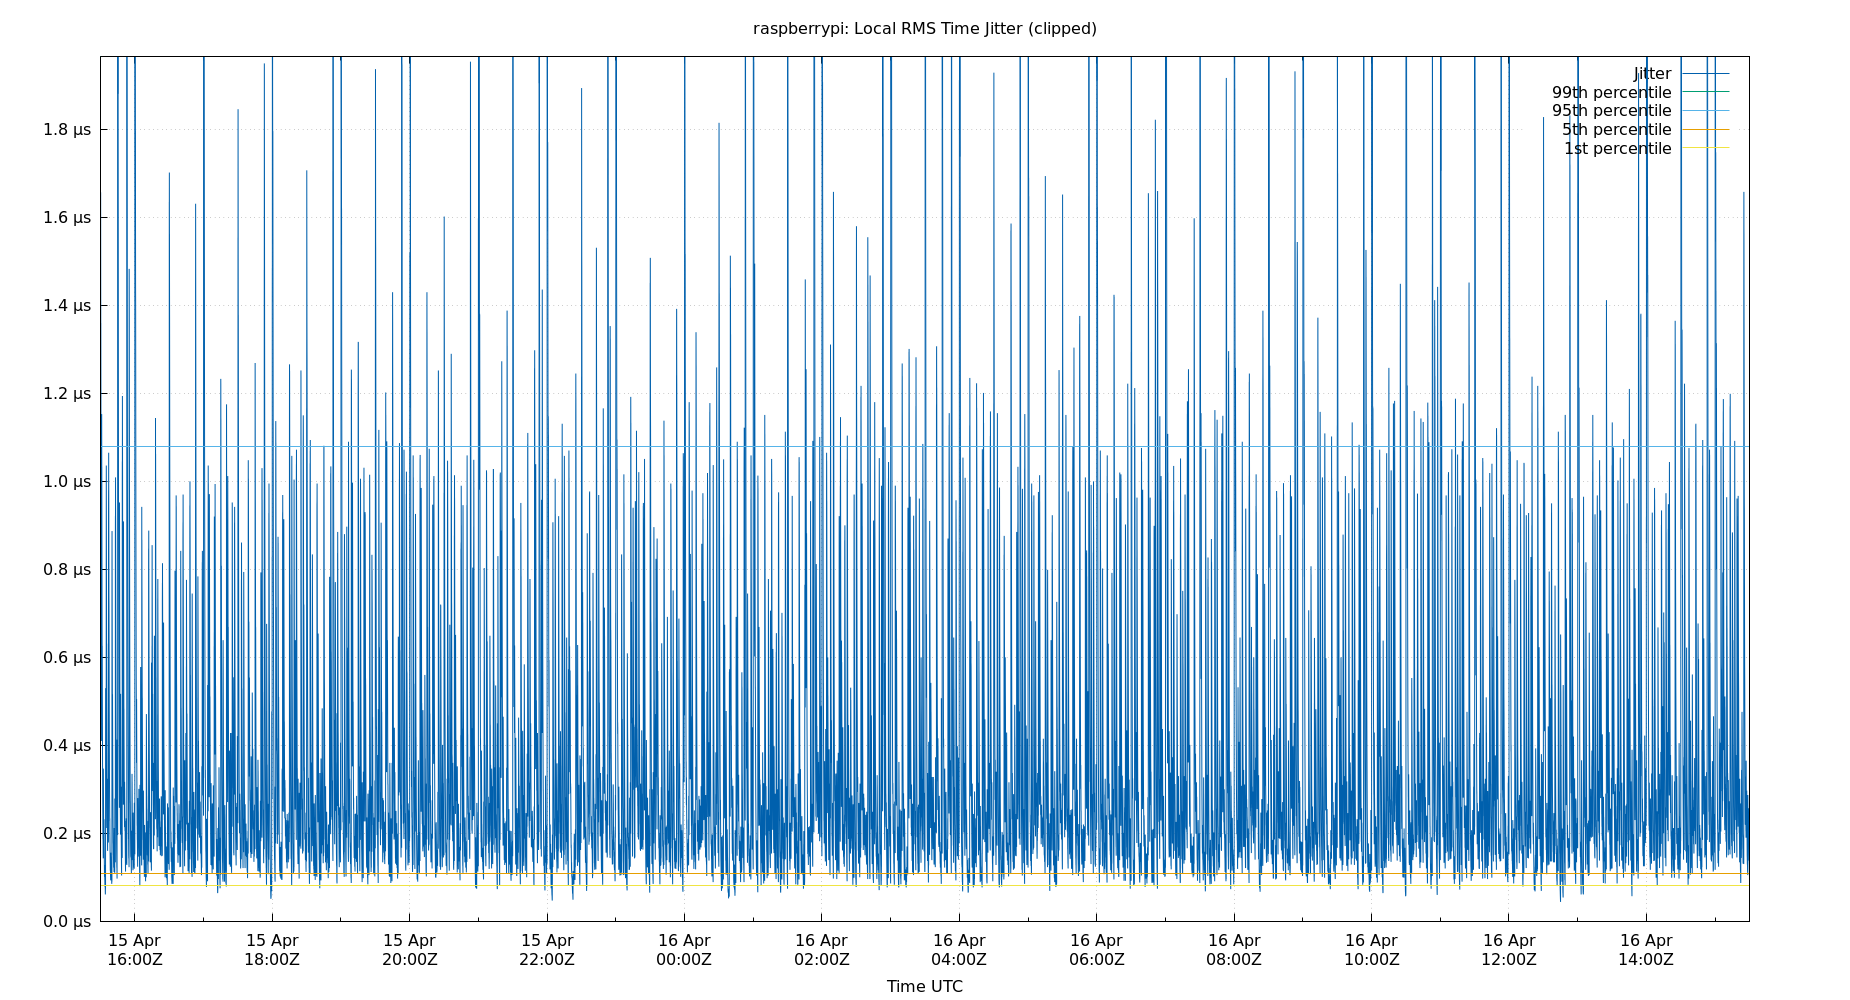 raspberrypi: Local RMS Time Jitter (clipped)
Jitter
99th percentile
95th percentile
5th percentile
1st percentile
1.8 μs
1.6 μs
1.4 μs
1.2 μs
1.0 μs
0.8 μs
0.6 μs
0.4 μs
0.2 μs
0.0 μs
15 Apr 15 Apr 15 Apr 15 Apr 16 Apr 16 Apr 16 Apr 16 Apr 16 Apr 16 Apr 16 Apr 16 Apr
16:00Z 18:00Z 20:00Z 22:00Z 00:00Z 02:00Z 04:00Z 06:00Z 08:00Z 10:00Z 12:00Z 14:00Z
Time UTC